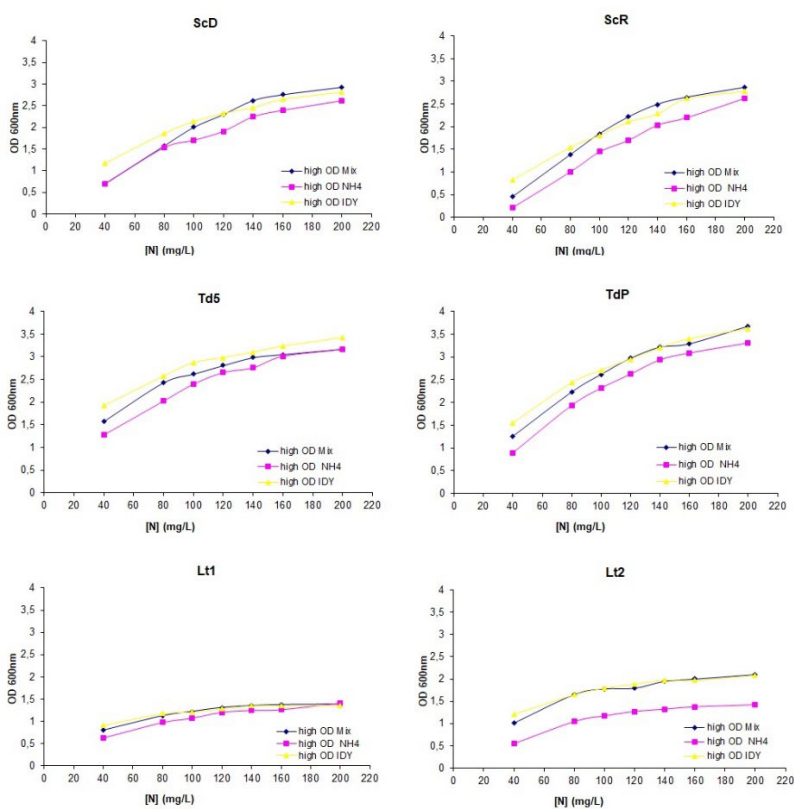 ScD
OD 600nm
4
3,5
3
2,5
2
1,5
1
0,5
0
high OD Mix
high OD NH4
high OD IDY
0 20 40 60 80 100 120 140 160 180 200 220
[N] (mg/L)
ScR
OD 600nm
4
3,5
3
2,5
2
1,5
1
0,5
0
high OD Mix
high OD NH4
high OD IDY
0 20 40 60 80 100 120 140 160 180 200 220
[N] (mg/L)
Td5
OD 600nm
4
3,5
3
2,5
2
1,5
1
0,5
0
high OD Mix
high OD NH4
high OD IDY
0 20 40 60 80 100 120 140 160 180 200 220
[N] (mg/L)
TdP
OD 600nm
4
3,5
3
2,5
2
1,5
1
0,5
0
high OD Mix
high OD NH4
high OD IDY
0 20 40 60 80 100 120 140 160 180 200 220
[N] (mg/L)
Lt1
OD 600nm
4
3,5
3
2,5
2
1,5
1
0,5
0
high OD Mix
high OD NH4
high OD IDY
0 20 40 60 80 100 120 140 160 180 200 220
[N] (mg/L)
Lt2
OD 600nm
4
3,5
3
2,5
2
1,5
1
0,5
0
high OD Mix
high OD NH4
high OD IDY
0 20 40 60 80 100 120 140 160 180 200 220
[N] (mg/L)